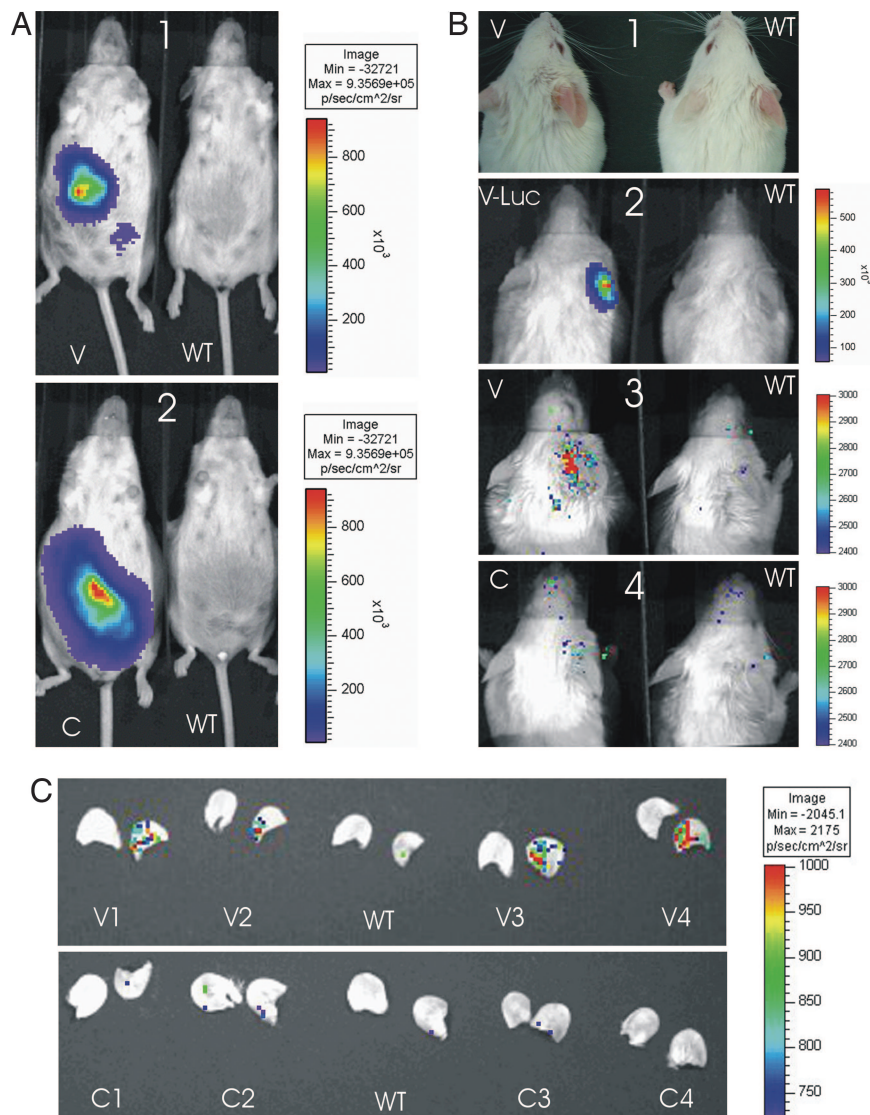 A
1
V
WT
Image
Min = -32721
Max = 9.3569e+05
p/sec/cm^2/sr
800
600
400
200
x10³
2
C
WT
Image
Min = -32721
Max = 9.3569e+05
p/sec/cm^2/sr
800
600
400
200
x10³
B
V
1
WT
V-Luc
2
WT
500
400
300
200
100
V
3
WT
3000
2900
2800
2700
2600
2500
2400
C
4
WT
3000
2900
2800
2700
2600
2500
2400
C
V1
V2
WT
V3
V4
C1
C2
WT
C3
C4
Image
Min = -2045.1
Max = 2175
p/sec/cm^2/sr
1000
950
900
850
800
750